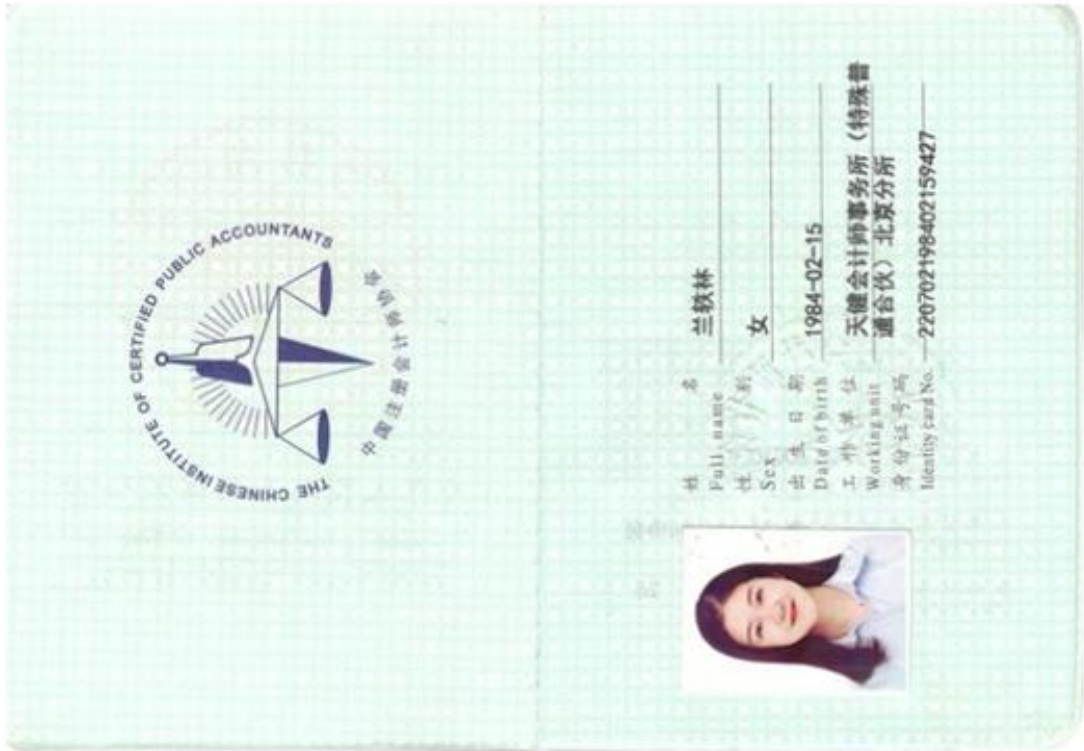 THE CHINESE INSTITUTE OF CERTIFIED PUBLIC ACCOUNTANTS
中国注册会计师协会
姓 名 兰轶林
Full name
性 别 女
Sex
出 生 日 期 1984-02-15
Date of birth
工 作 单 位 天健会计师事务所（特殊普
Working unit 通合伙）北京分所
身份证号码
Identity card No. 220702198402159427